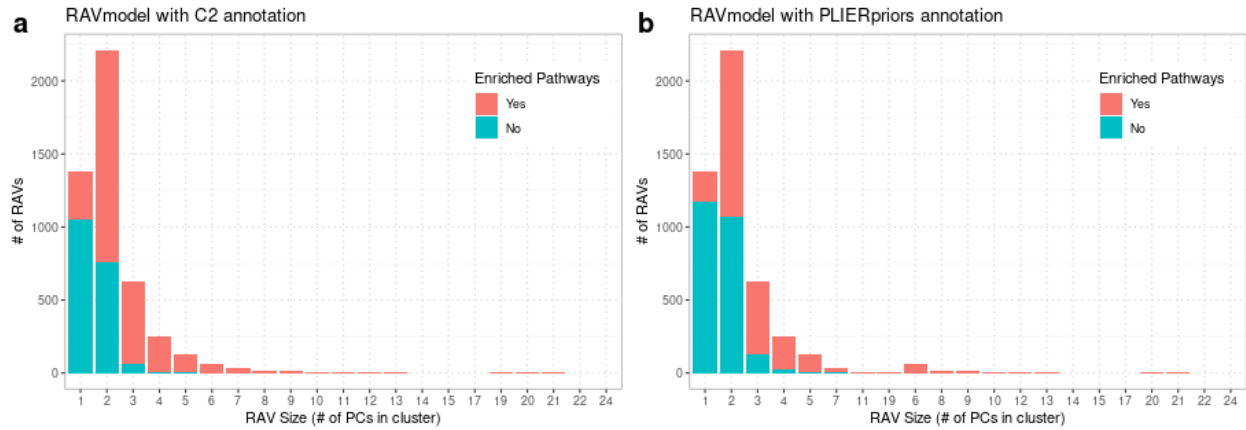 a
RAVmodel with C2 annotation
2000
1500
1000
500
0
# of RAVs
Enriched Pathways
Yes
No
1 2 3 4 5 6 7 8 9 10 11 12 13 14 15 17 19 20 21 22 24
RAV Size (# of PCs in cluster)
b
RAVmodel with PLIERpriors annotation
2000
1500
1000
500
0
# of RAVs
Enriched Pathways
Yes
No
1 2 3 4 5 7 11 19 6 8 9 10 12 13 14 15 17 20 21 22 24
RAV Size (# of PCs in cluster)